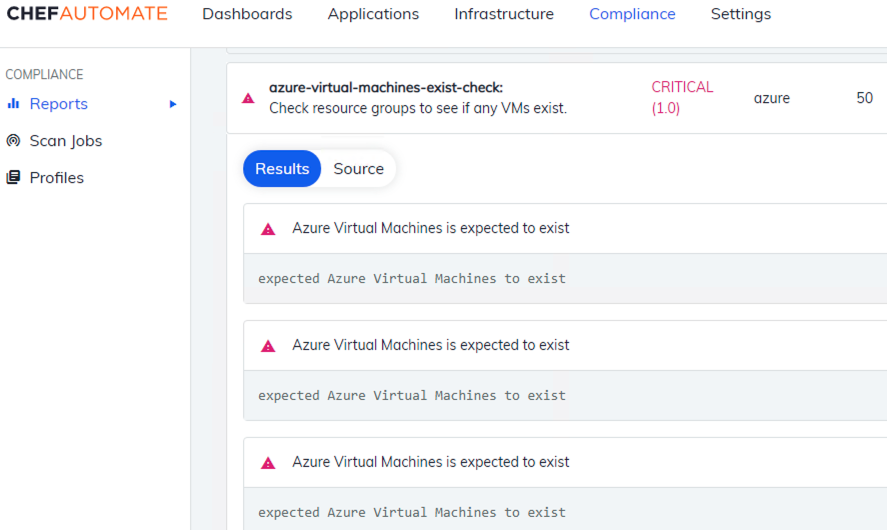 CHEFAUTOMATE Dashboards Applications Infrastructure Compliance Settings
COMPLIANCE
Reports
Scan Jobs
Profiles
azure-virtual-machines-exist-check:
Check resource groups to see if any VMs exist.
CRITICAL
(1.0)
azure
50
Results Source
Azure Virtual Machines is expected to exist
expected Azure Virtual Machines to exist
Azure Virtual Machines is expected to exist
expected Azure Virtual Machines to exist
Azure Virtual Machines is expected to exist
expected Azure Virtual Machines to exist